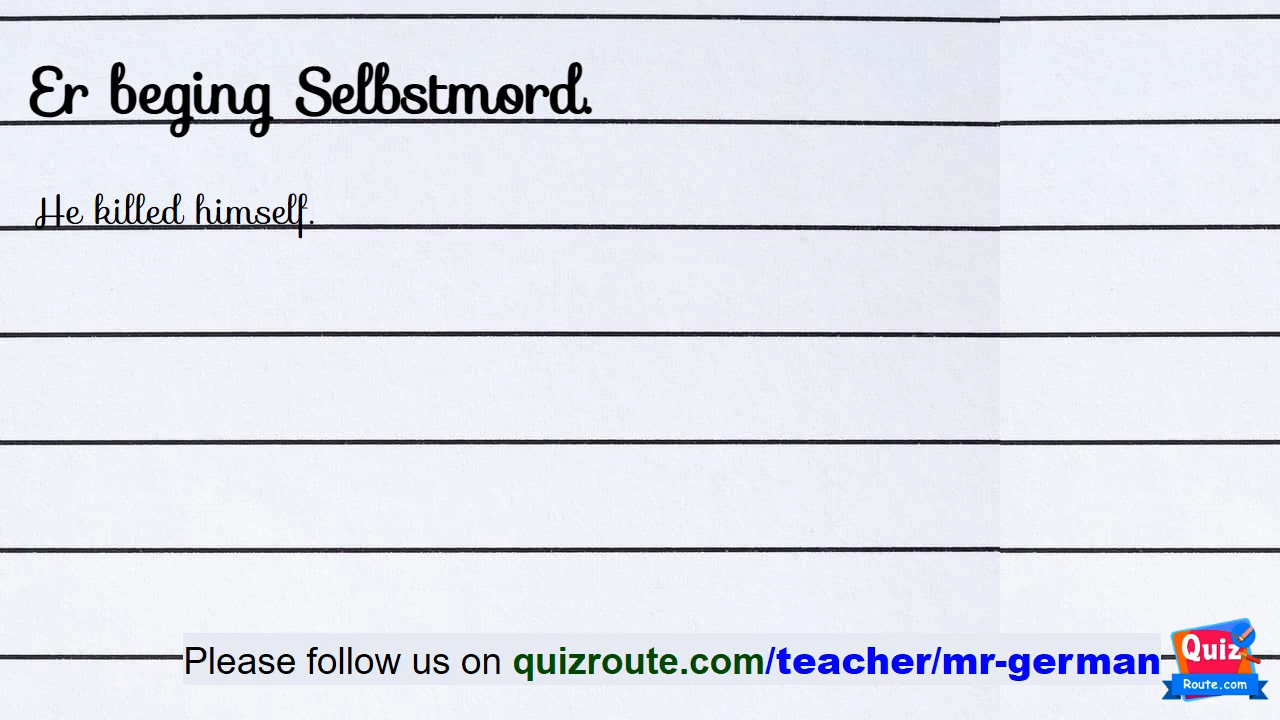 Er beging Selbstmord.
He killed himself.
Please follow us on quizroute.com/teacher/mr-german
Quiz
Route.com